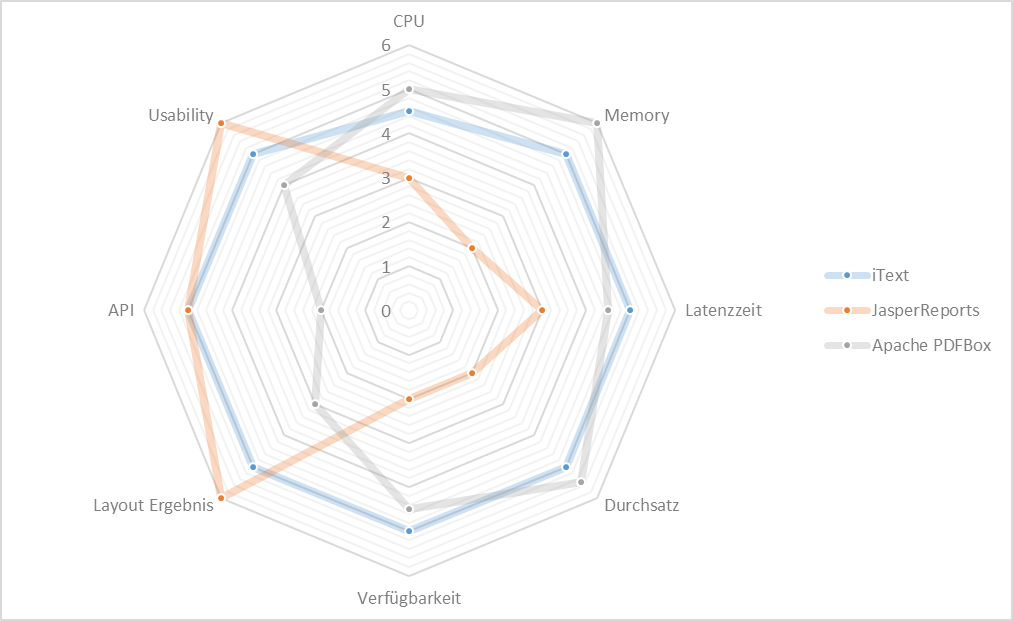 CPU
6
5
4
3
2
1
0
Usability
Memory
API
Latenzzeit
Layout Ergebnis
Durchsatz
Verfügbarkeit
iText
JasperReports
Apache PDFBox